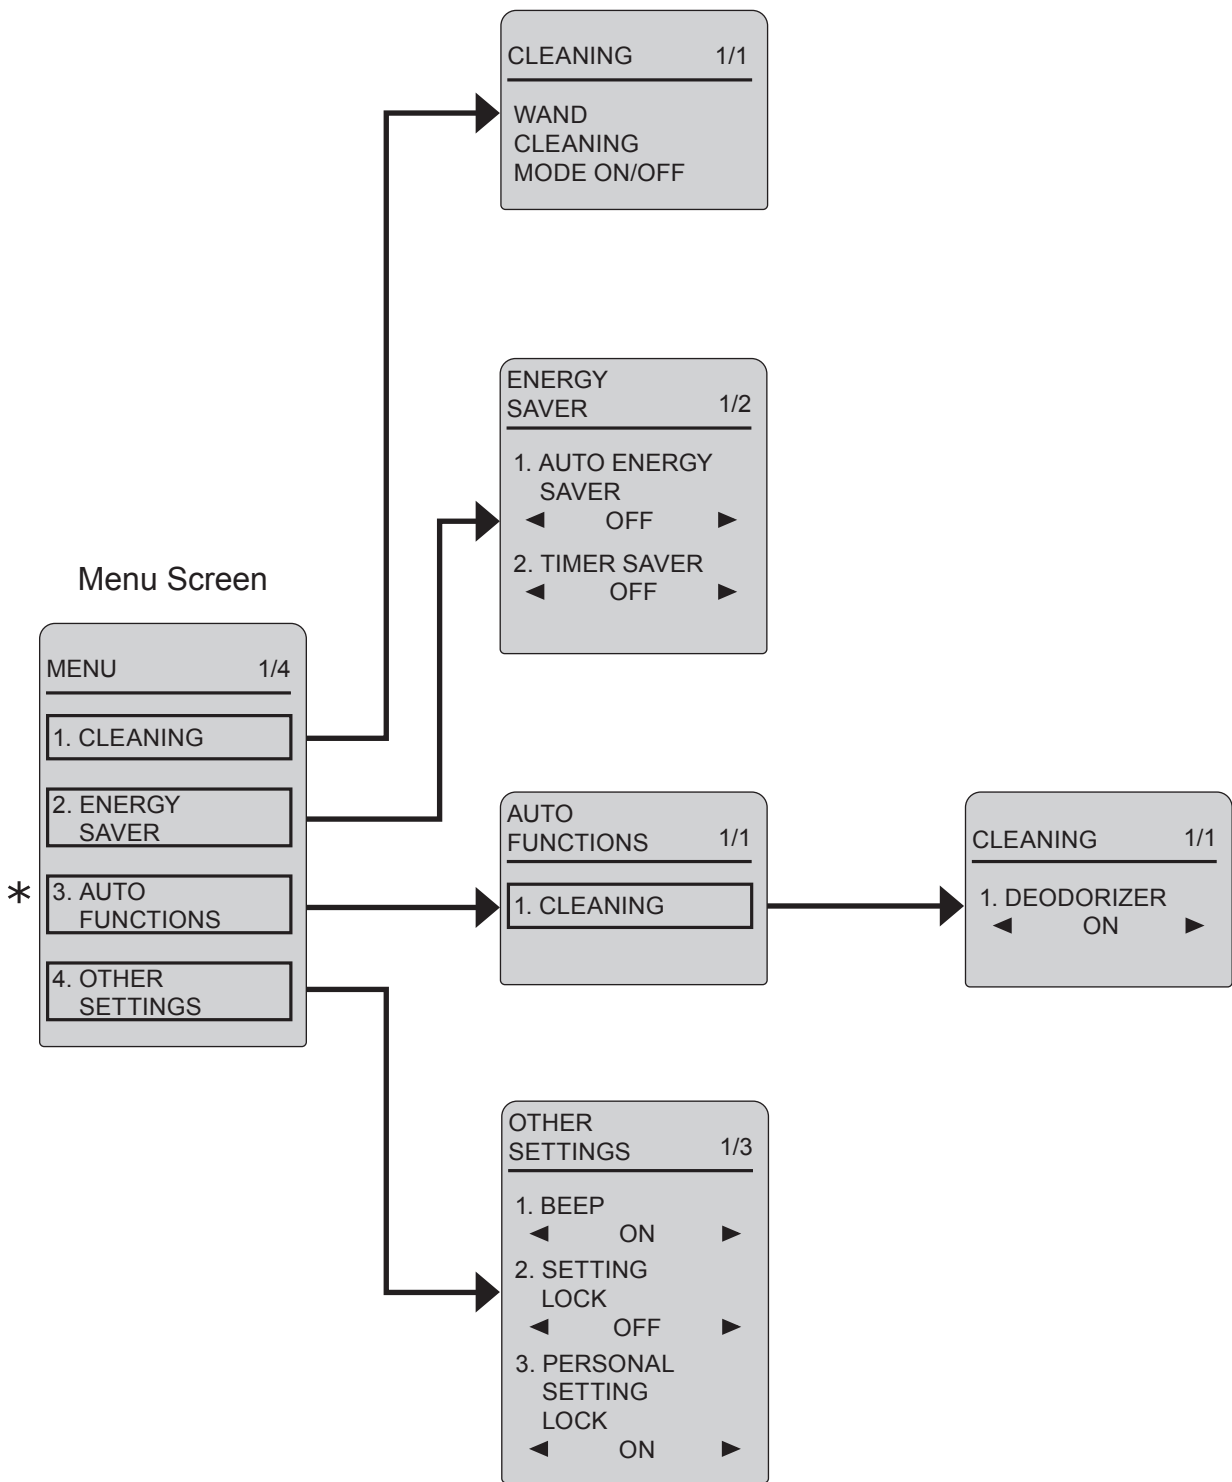 CLEANING 1/1
WAND
CLEANING
MODE ON/OFF
ENERGY
SAVER 1/2
1. AUTO ENERGY
SAVER
◄ OFF ►
2. TIMER SAVER
◄ OFF ►
Menu Screen
MENU 1/4
1. CLEANING
2. ENERGY
SAVER
* 3. AUTO
FUNCTIONS
4. OTHER
SETTINGS
AUTO
FUNCTIONS 1/1
1. CLEANING
CLEANING 1/1
1. DEODORIZER
◄ ON ►
OTHER
SETTINGS 1/3
1. BEEP
◄ ON ►
2. SETTING
LOCK
◄ OFF ►
3. PERSONAL
SETTING
LOCK
◄ ON ►